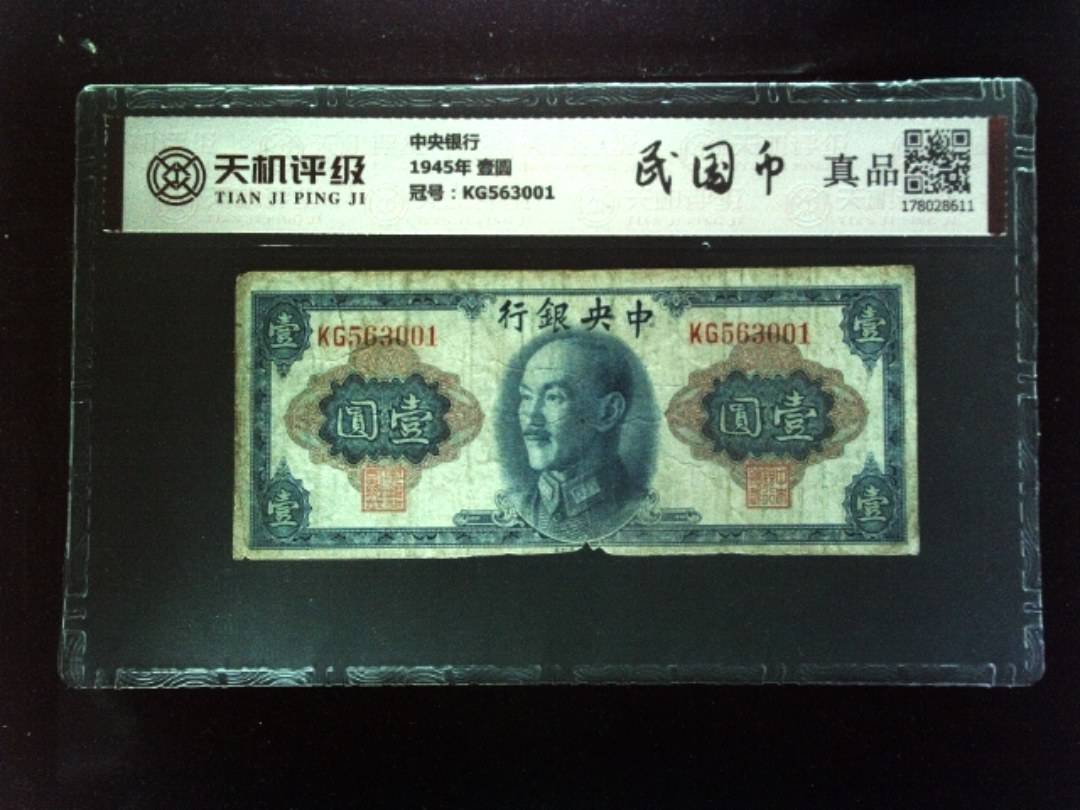 天机评级
TIAN JI PING JI
中央银行
1945年 壹圆
冠号：KG563001
民国币
真品
178028611
行銀央中
壹
KG563001
KG563001
壹
圓壹
圓壹
壹
壹